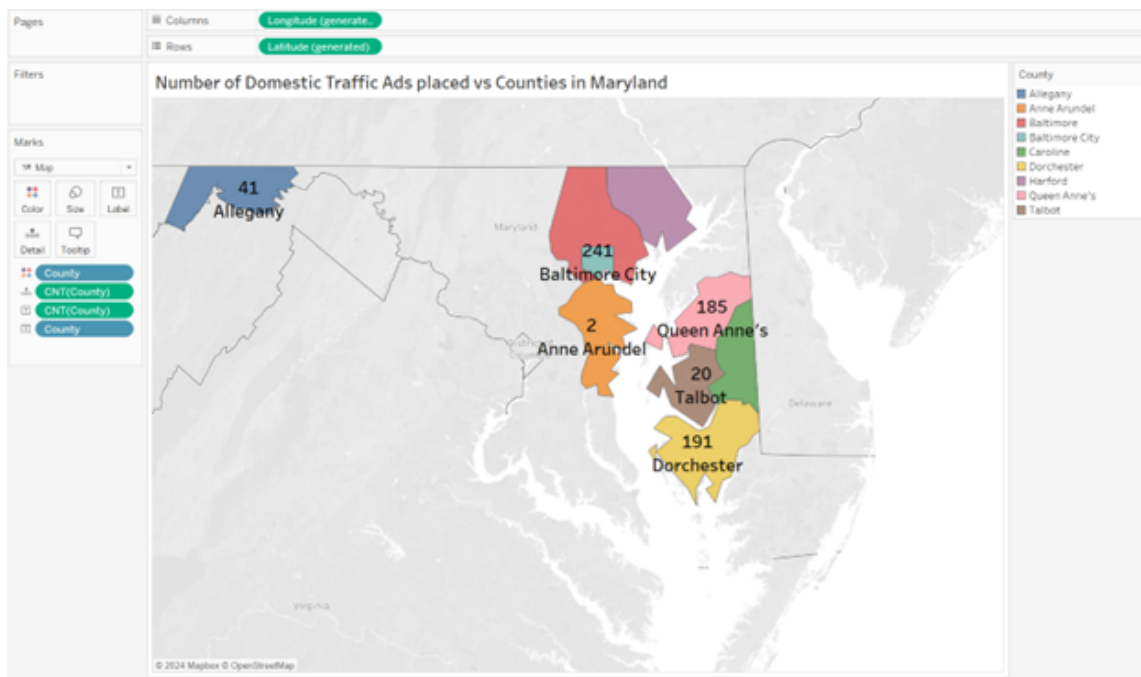 Pages
Columns
Longitude (generate..
Rows
Latitude (generated)
Filters
Marks
Map
Color
Size
Label
Detail
Tooltip
County
CNT(County)
CNT(County)
County
Number of Domestic Traffic Ads placed vs Counties in Maryland
41
Allegany
Maryland
241
Baltimore City
2
Anne Arundel
185
Queen Anne's
20
Talbot
Delaware
191
Dorchester
Virginia
© 2024 Mapbox © OpenStreetMap
County
Allegany
Anne Arundel
Baltimore
Baltimore City
Caroline
Dorchester
Harford
Queen Anne's
Talbot